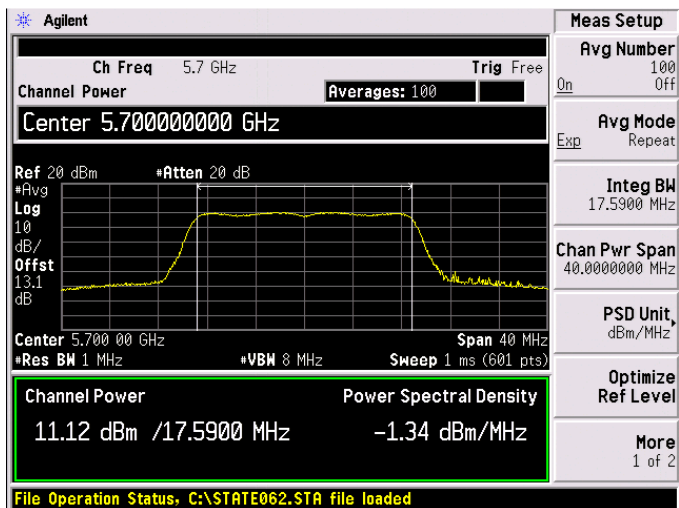 Agilent
Ch Freq 5.7 GHz Trig Free
Channel Power Averages: 100
Center 5.700000000 GHz
Ref 20 dBm #Atten 20 dB
#Avg
Log
10
dB/
Offst
13.1
dB
Center 5.700 00 GHz Span 40 MHz
#Res BW 1 MHz #VBW 8 MHz Sweep 1 ms (601 pts)
Channel Power Power Spectral Density
11.12 dBm /17.5900 MHz -1.34 dBm/MHz
File Operation Status, C:\STATE062.STA file loaded
Meas Setup
Avg Number
100
On Off
Avg Mode
Exp Repeat
Integ BW
17.5900 MHz
Chan Pwr Span
40.0000000 MHz
PSD Unit
dBm/MHz
Optimize
Ref Level
More
1 of 2